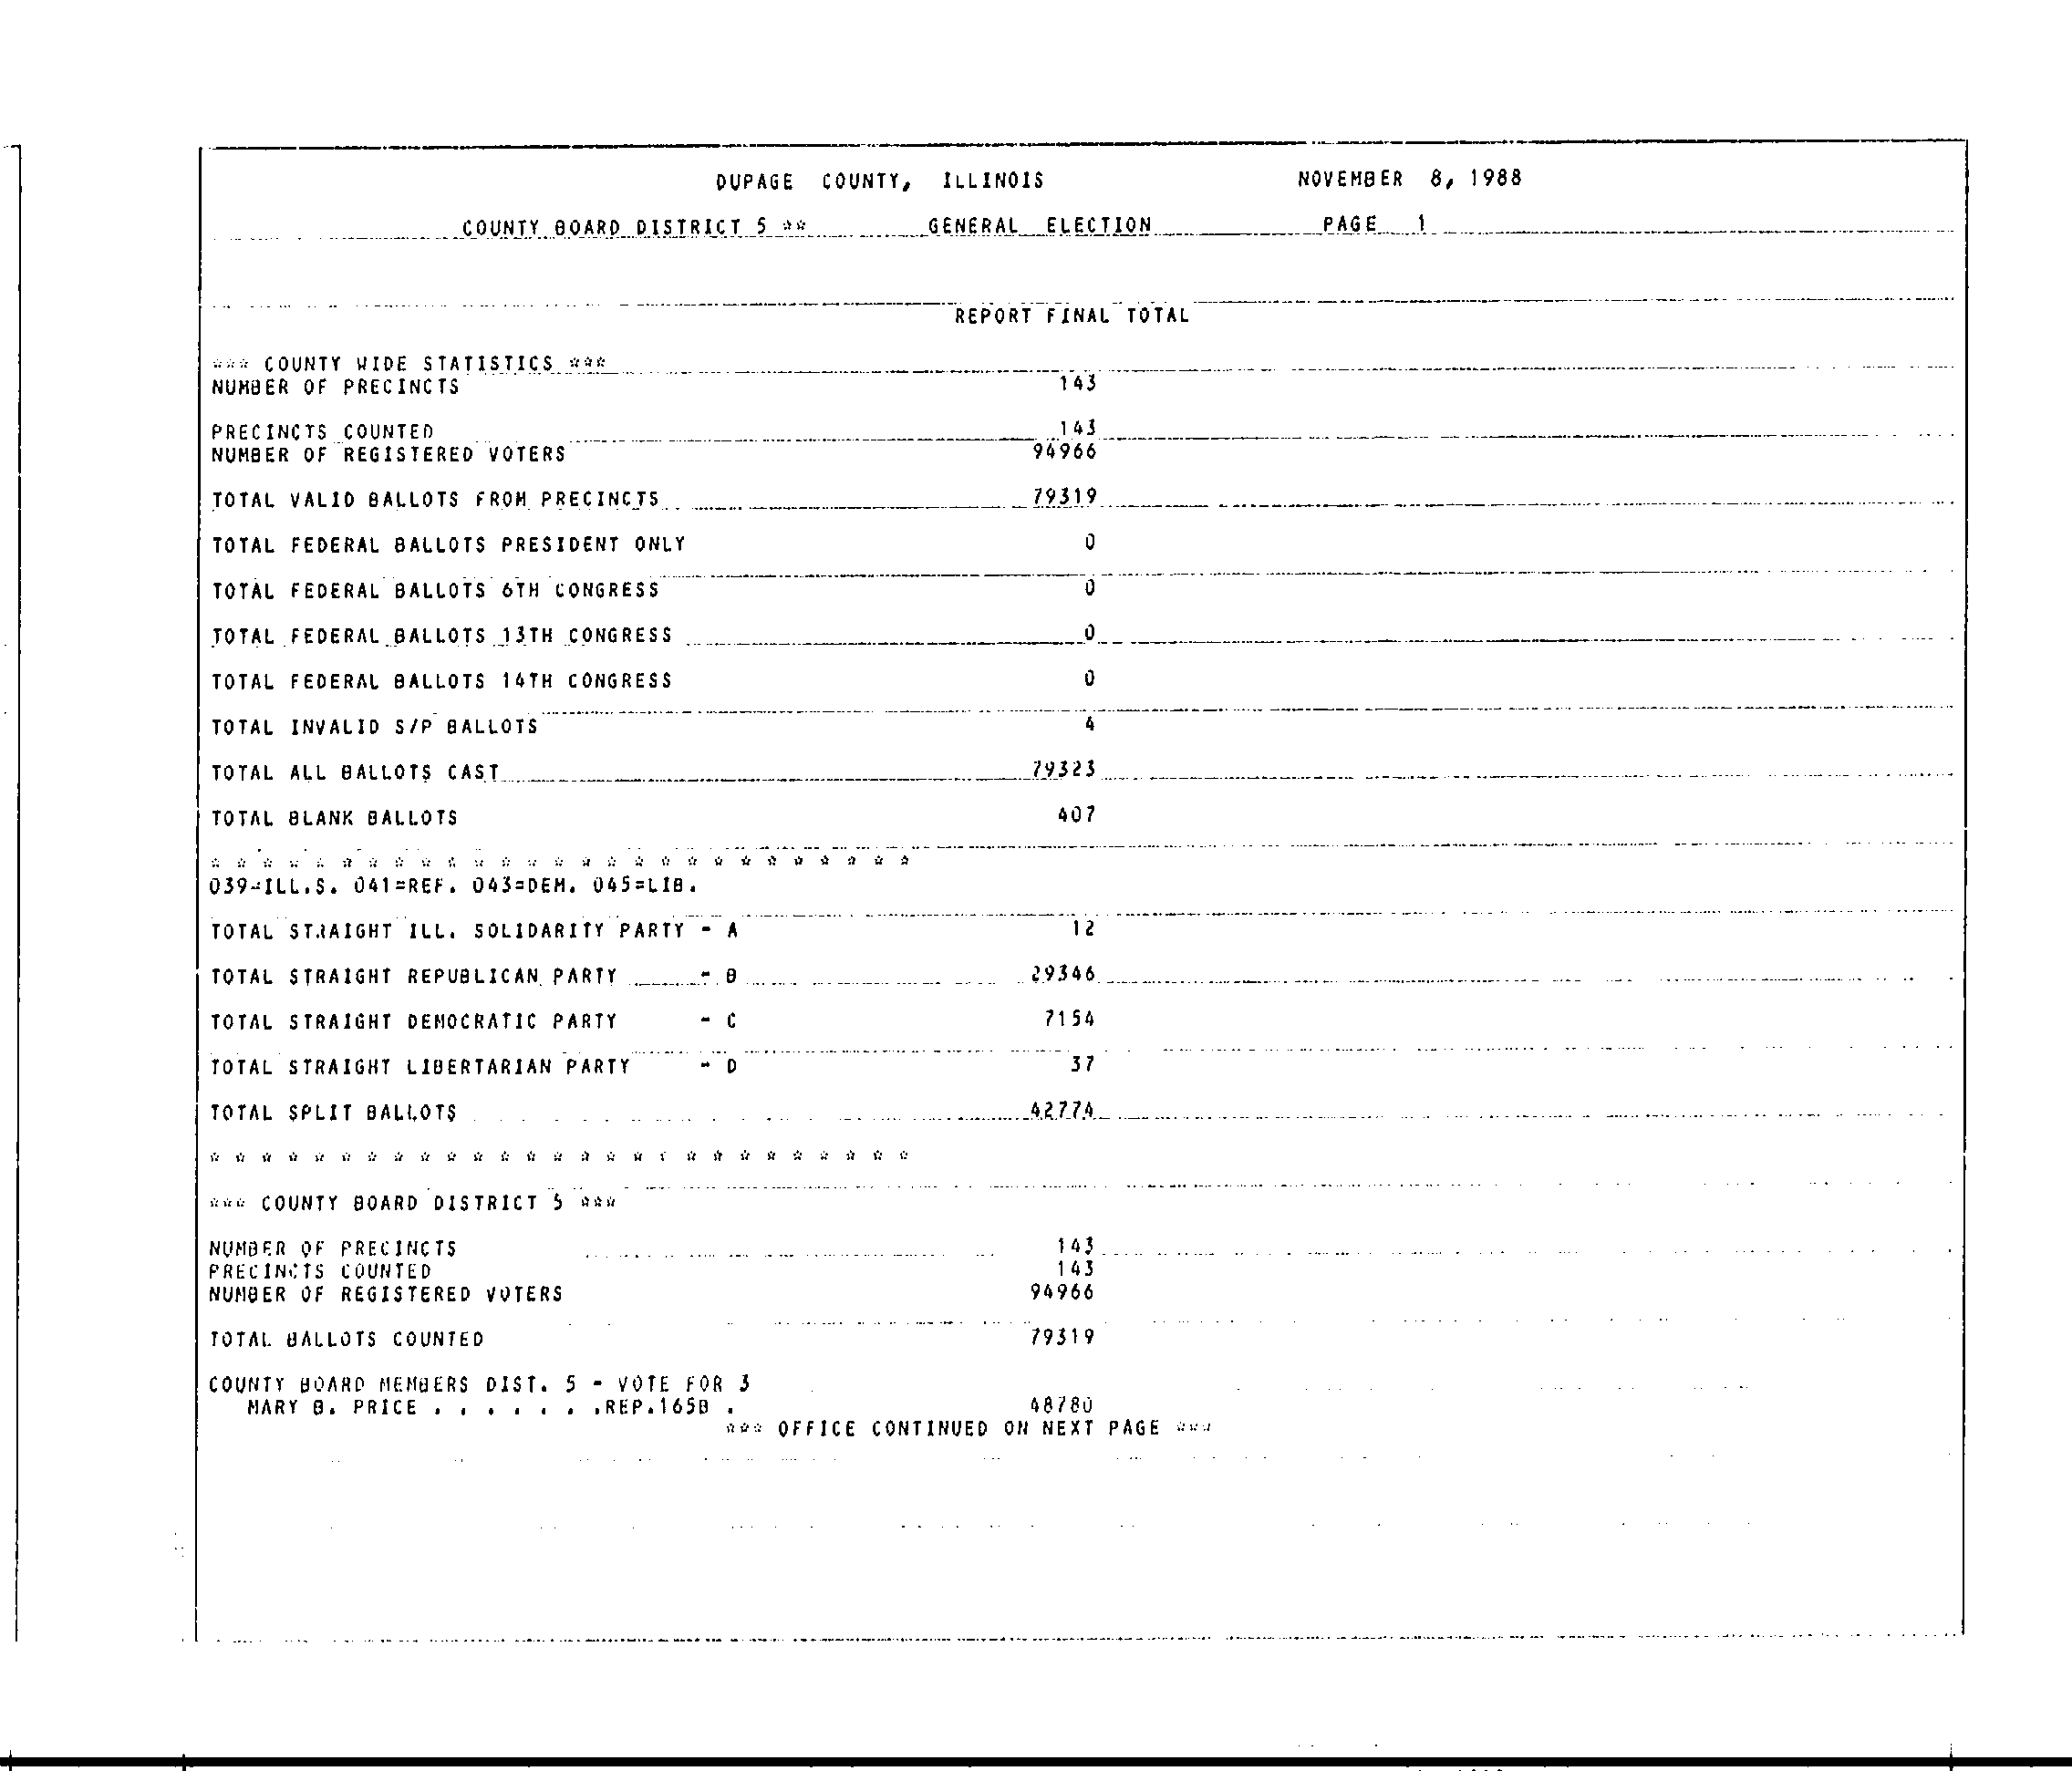 DUPAGE COUNTY, ILLINOIS NOVEMBER 8, 1988
COUNTY BOARD DISTRICT 5 ** GENERAL ELECTION PAGE 1
REPORT FINAL TOTAL
*** COUNTY WIDE STATISTICS ***
NUMBER OF PRECINCTS 143
PRECINCTS COUNTED 143
NUMBER OF REGISTERED VOTERS 94966
TOTAL VALID BALLOTS FROM PRECINCTS 79319
TOTAL FEDERAL BALLOTS PRESIDENT ONLY 0
TOTAL FEDERAL BALLOTS 6TH CONGRESS 0
TOTAL FEDERAL BALLOTS 13TH CONGRESS 0
TOTAL FEDERAL BALLOTS 14TH CONGRESS 0
TOTAL INVALID S/P BALLOTS 4
TOTAL ALL BALLOTS CAST 79323
TOTAL BLANK BALLOTS 407
* * * * * * * * * * * * * * * * * * * * * * * * * * *
039=ILL.S. 041=REF. 043=DEM. 045=LIB.
TOTAL STRAIGHT ILL. SOLIDARITY PARTY - A 12
TOTAL STRAIGHT REPUBLICAN PARTY - B 29346
TOTAL STRAIGHT DEMOCRATIC PARTY - C 7154
TOTAL STRAIGHT LIBERTARIAN PARTY - D 37
TOTAL SPLIT BALLOTS 42774
* * * * * * * * * * * * * * * * * * * * * * * * * * *
*** COUNTY BOARD DISTRICT 5 ***
NUMBER OF PRECINCTS 143
PRECINCTS COUNTED 143
NUMBER OF REGISTERED VOTERS 94966
TOTAL BALLOTS COUNTED 79319
COUNTY BOARD MEMBERS DIST. 5 - VOTE FOR 3
MARY B. PRICE . . . . . . .REP.165B . 48780
*** OFFICE CONTINUED ON NEXT PAGE ***